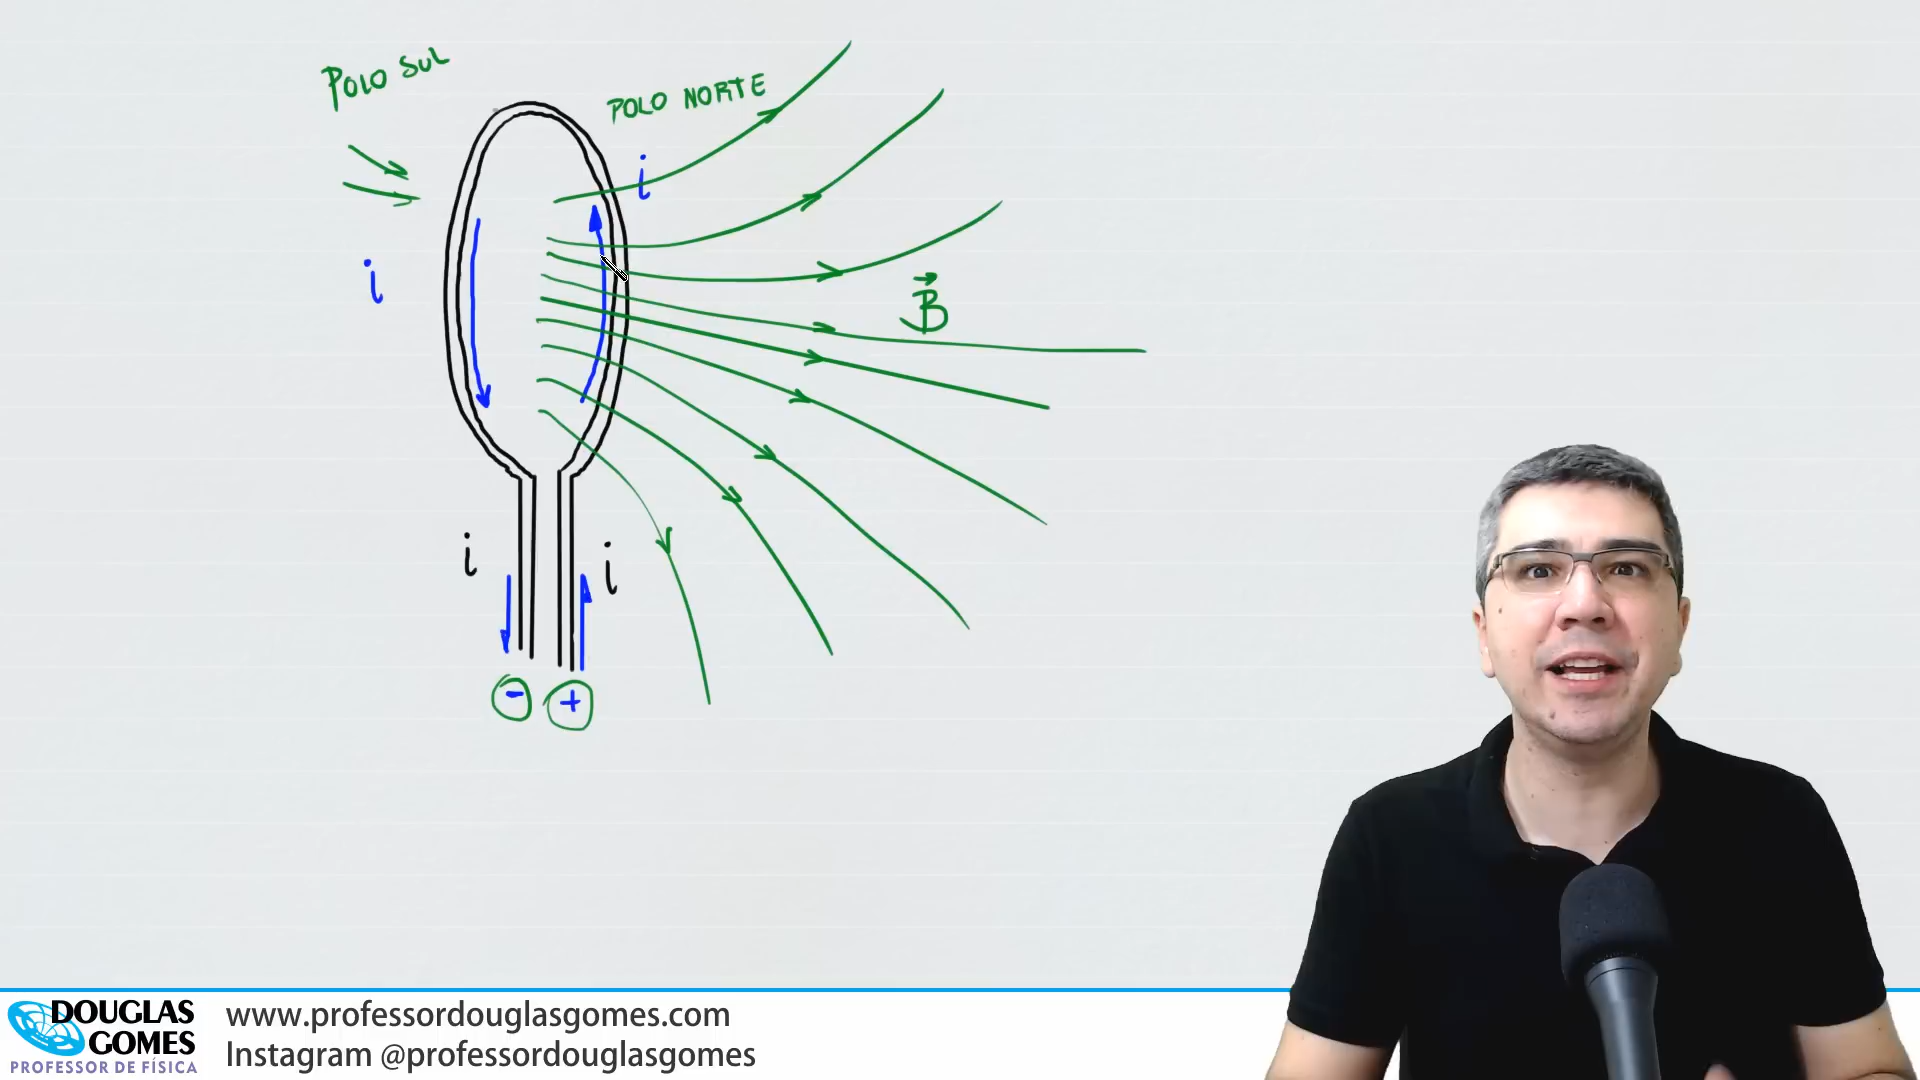 POLO SUL
POLO NORTE
i
i
B
i
i
-
+
DOUGLAS
GOMES
PROFESSOR DE FÍSICA
www.professordouglasgomes.com
Instagram @professordouglasgomes